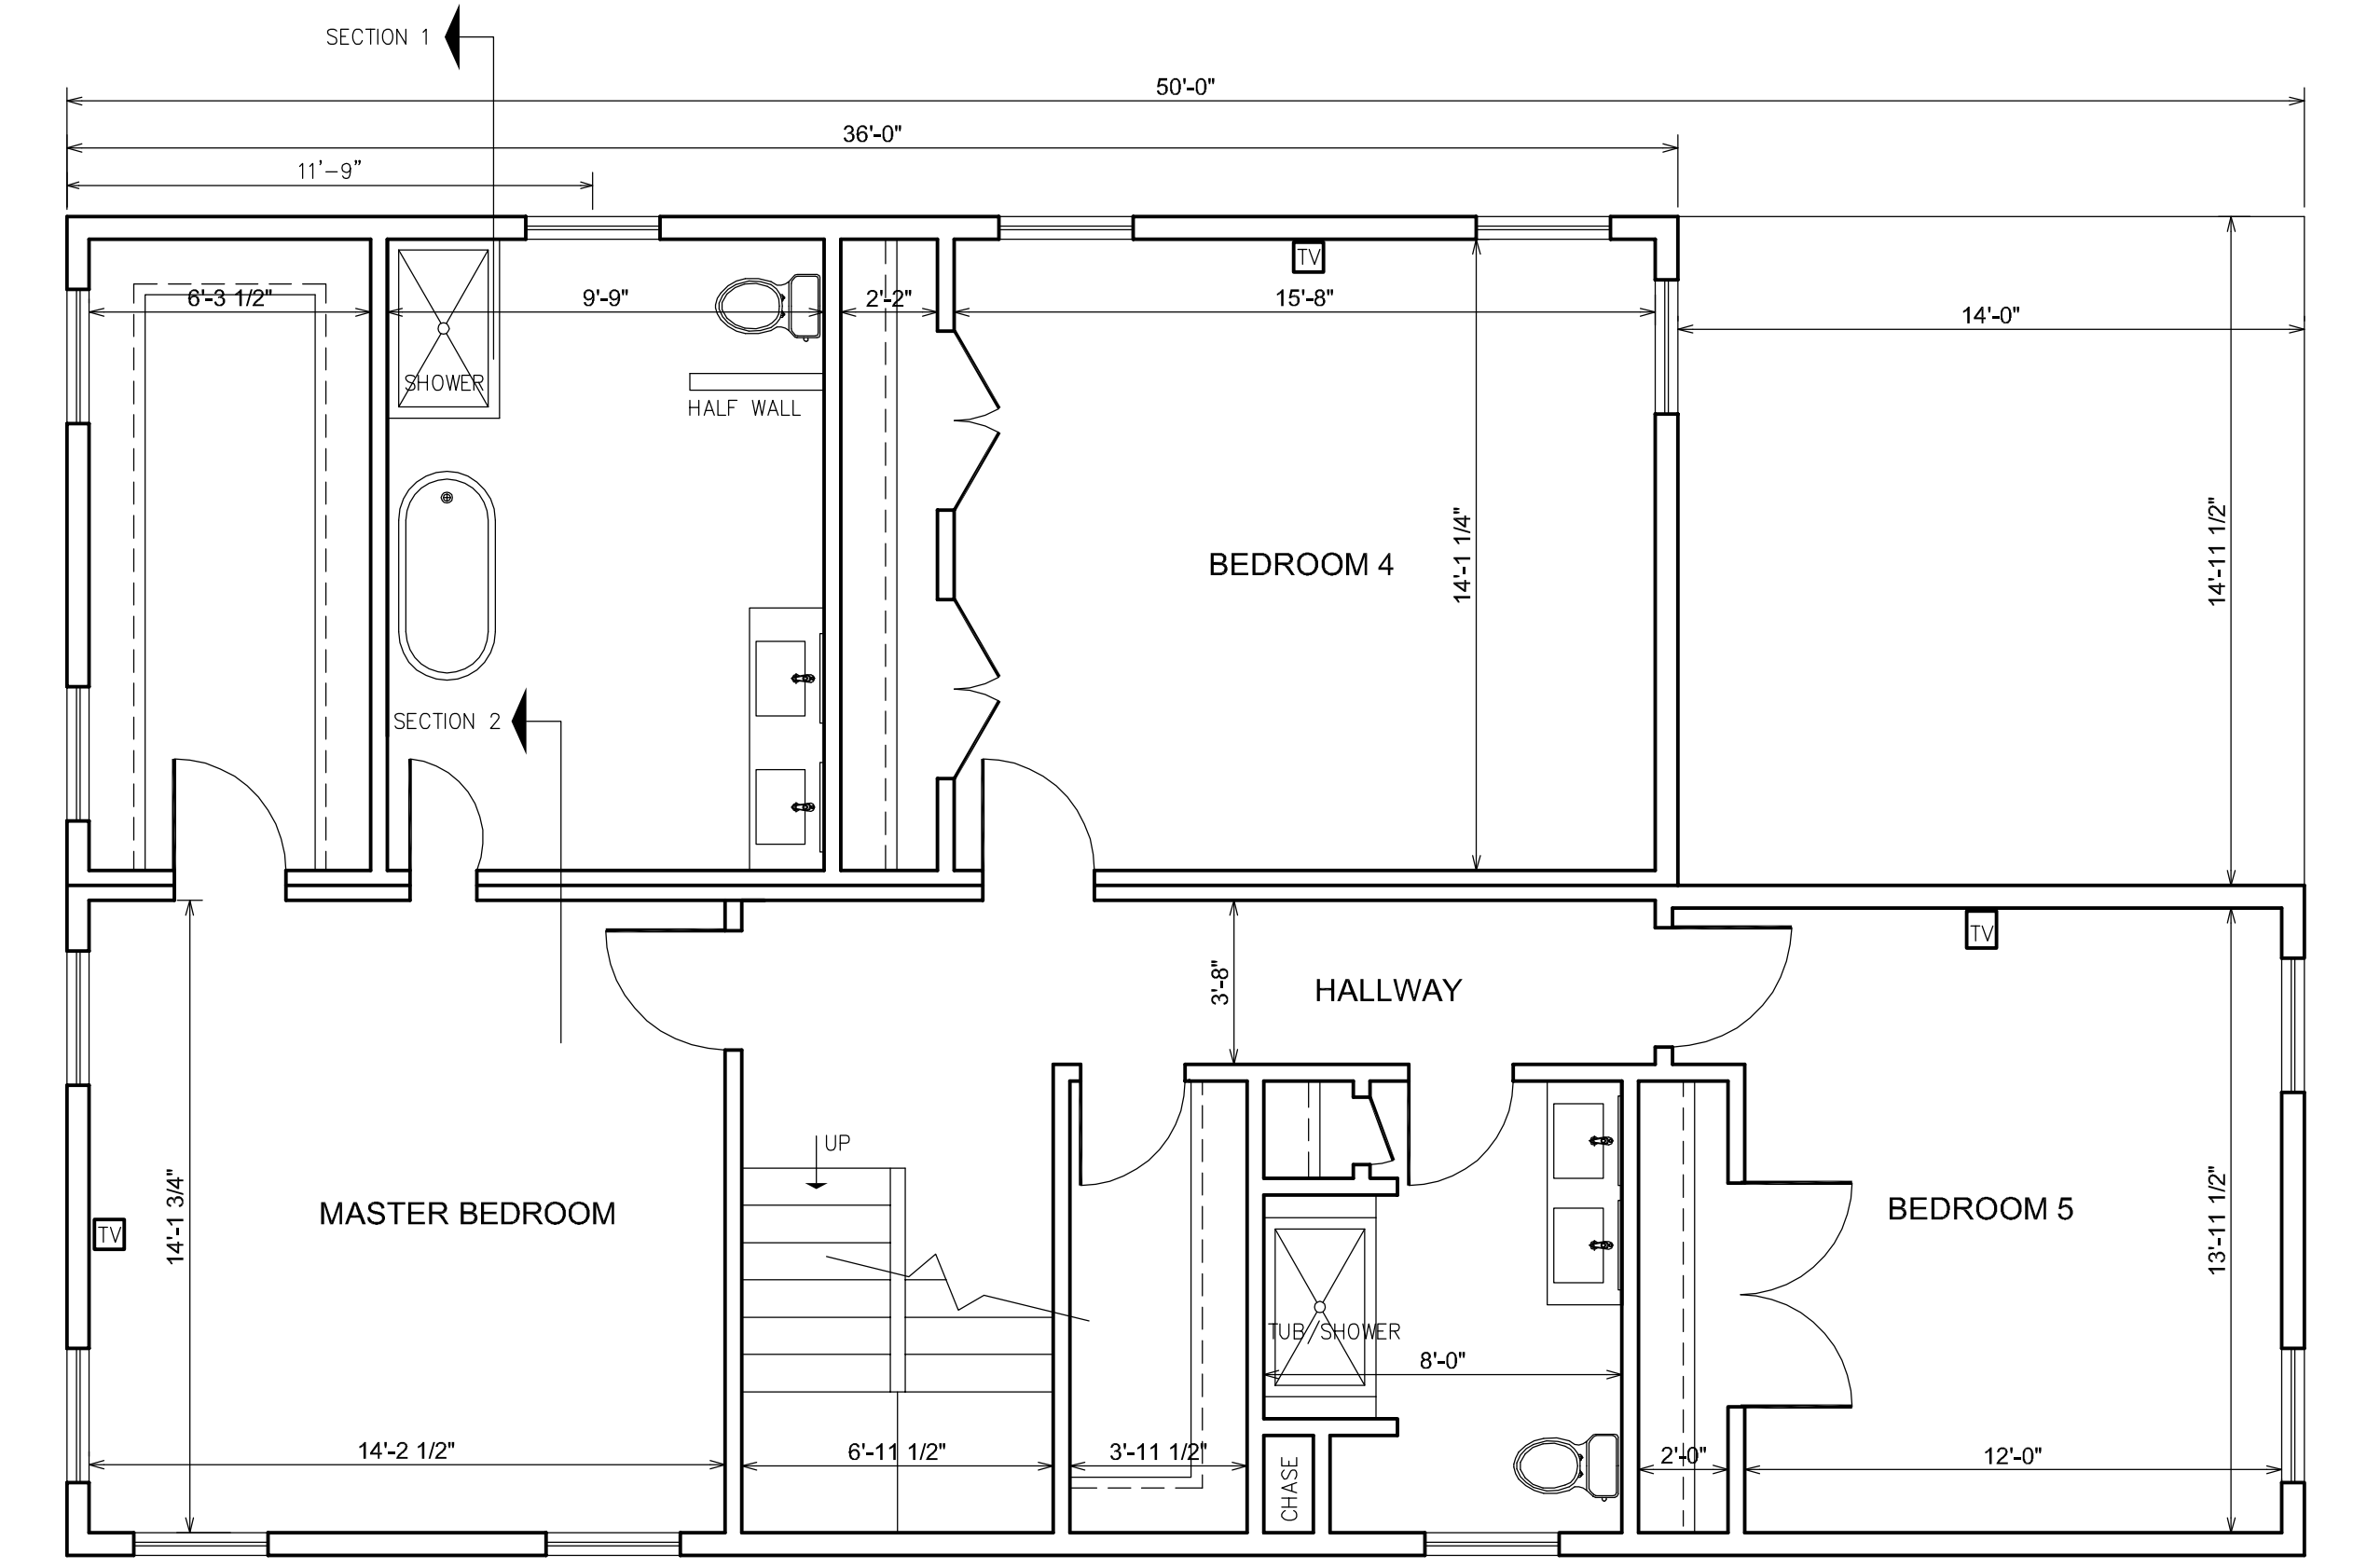 SECTION 1
50'-0"
36'-0"
11'-9"
TV
6'-3 1/2"
9'-9"
2'-2"
15'-8"
14'-0"
SHOWER
HALF WALL
14'-1 1/4"
14'-11 1/2"
BEDROOM 4
SECTION 2
TV
3'-8"
HALLWAY
UP
14'-1 3/4"
MASTER BEDROOM
BEDROOM 5
13'-11 1/2"
TV
TUB/SHOWER
8'-0"
14'-2 1/2"
6'-11 1/2"
3'-11 1/2"
CHASE
2'-0"
12'-0"